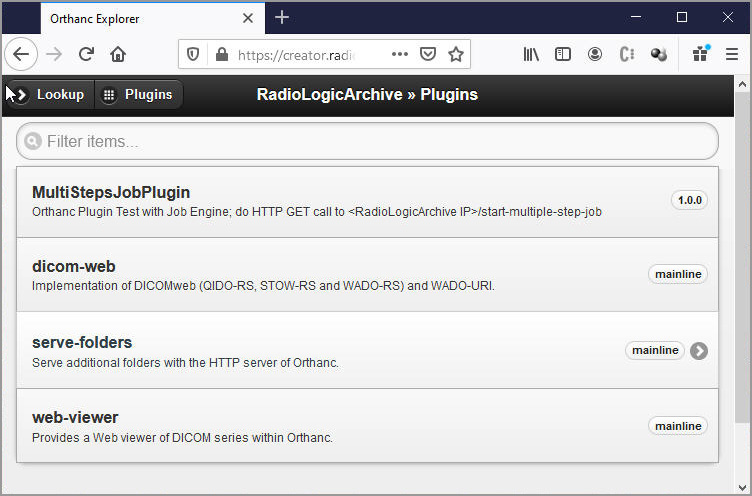 Orthanc Explorer
https://creator.radi
Lookup
Plugins
RadioLogicArchive » Plugins
Filter items...
MultiStepsJobPlugin
1.0.0
Orthanc Plugin Test with Job Engine; do HTTP GET call to <RadioLogicArchive IP>/start-multiple-step-job
dicom-web
mainline
Implementation of DICOMweb (QIDO-RS, STOW-RS and WADO-RS) and WADO-URI.
serve-folders
mainline
Serve additional folders with the HTTP server of Orthanc.
web-viewer
mainline
Provides a Web viewer of DICOM series within Orthanc.